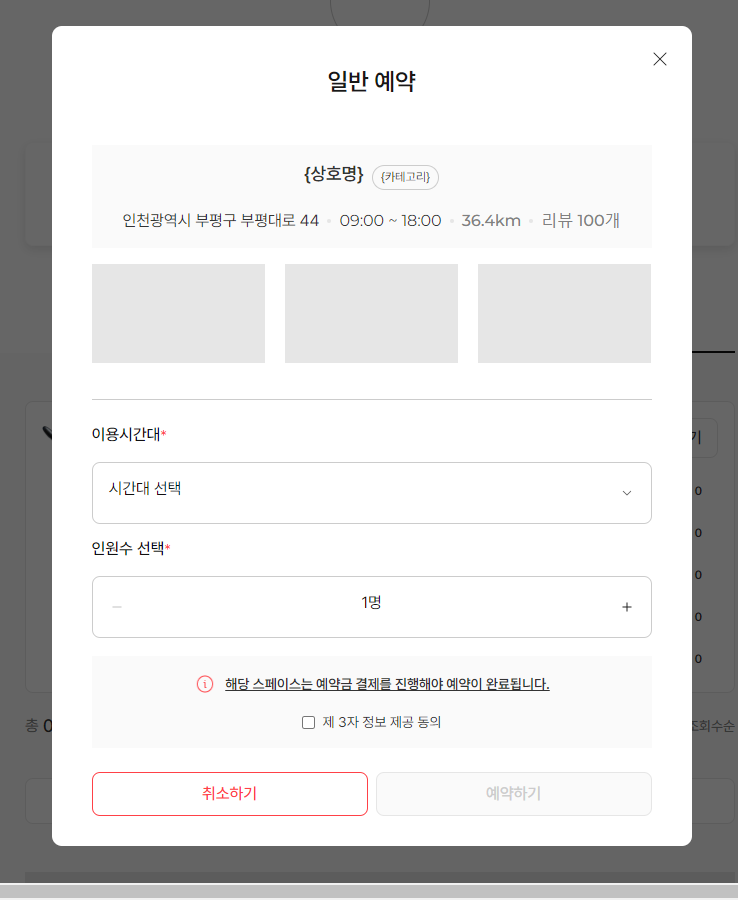 일반 예약
{상호명} {카테고리}
인천광역시 부평구 부평대로 44 • 09:00 ~ 18:00 • 36.4km • 리뷰 100개
이용시간대*
시간대 선택
기
0
0
인원수 선택*
0
− 1명 +
0
0
해당 스페이스는 예약금 결제를 진행해야 예약이 완료됩니다.
제 3자 정보 제공 동의
총 0
조회수순
취소하기 예약하기